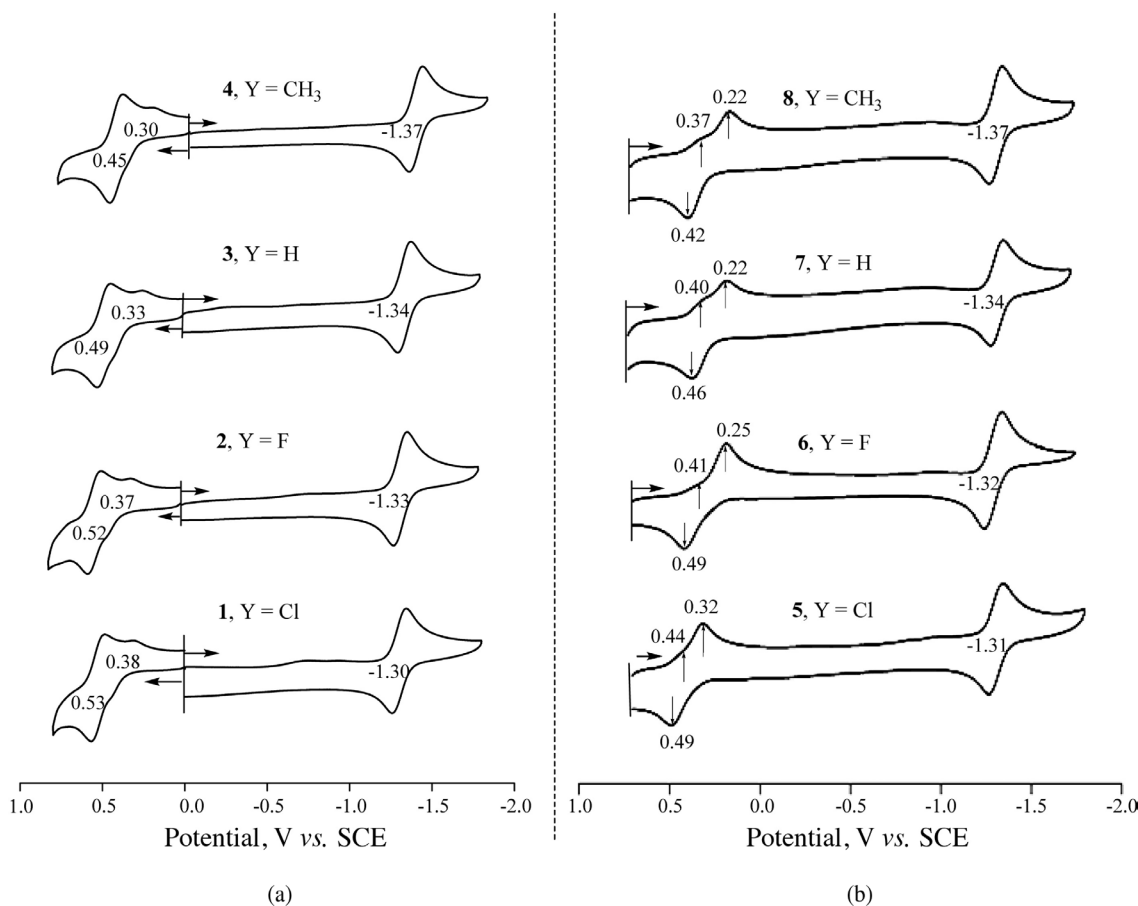 4, Y = CH₃
0.30
0.45
-1.37
3, Y = H
0.33
0.49
-1.34
2, Y = F
0.37
0.52
-1.33
1, Y = Cl
0.38
0.53
-1.30
1.0 0.5 0.0 -0.5 -1.0 -1.5 -2.0
Potential, V vs. SCE
(a)
8, Y = CH₃
0.22
0.37
-1.37
0.42
7, Y = H
0.22
0.40
-1.34
0.46
6, Y = F
0.25
0.41
-1.32
0.49
5, Y = Cl
0.32
0.44
-1.31
0.49
1.0 0.5 0.0 -0.5 -1.0 -1.5 -2.0
Potential, V vs. SCE
(b)